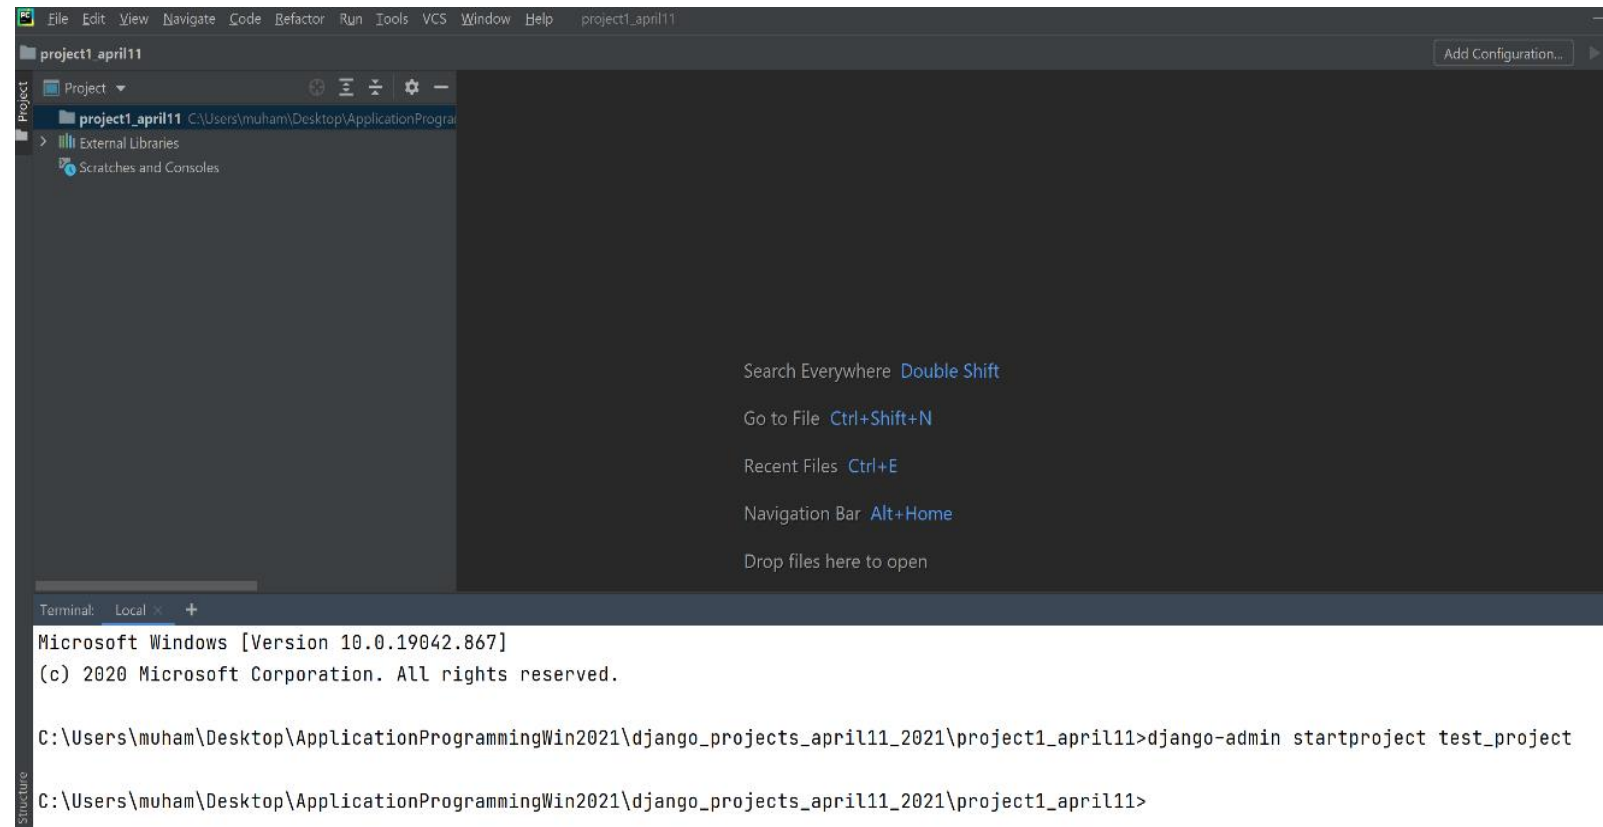 PC File Edit View Navigate Code Refactor Run Tools VCS Window Help project1_april11
project1_april11
Add Configuration...
Project
Project
project1_april11 C:\Users\muham\Desktop\ApplicationProgra
External Libraries
Scratches and Consoles
Search Everywhere Double Shift
Go to File Ctrl+Shift+N
Recent Files Ctrl+E
Navigation Bar Alt+Home
Drop files here to open
Terminal: Local × +
Microsoft Windows [Version 10.0.19042.867]
(c) 2020 Microsoft Corporation. All rights reserved.
C:\Users\muham\Desktop\ApplicationProgrammingWin2021\django_projects_april11_2021\project1_april11>django-admin startproject test_project
Structure
C:\Users\muham\Desktop\ApplicationProgrammingWin2021\django_projects_april11_2021\project1_april11>